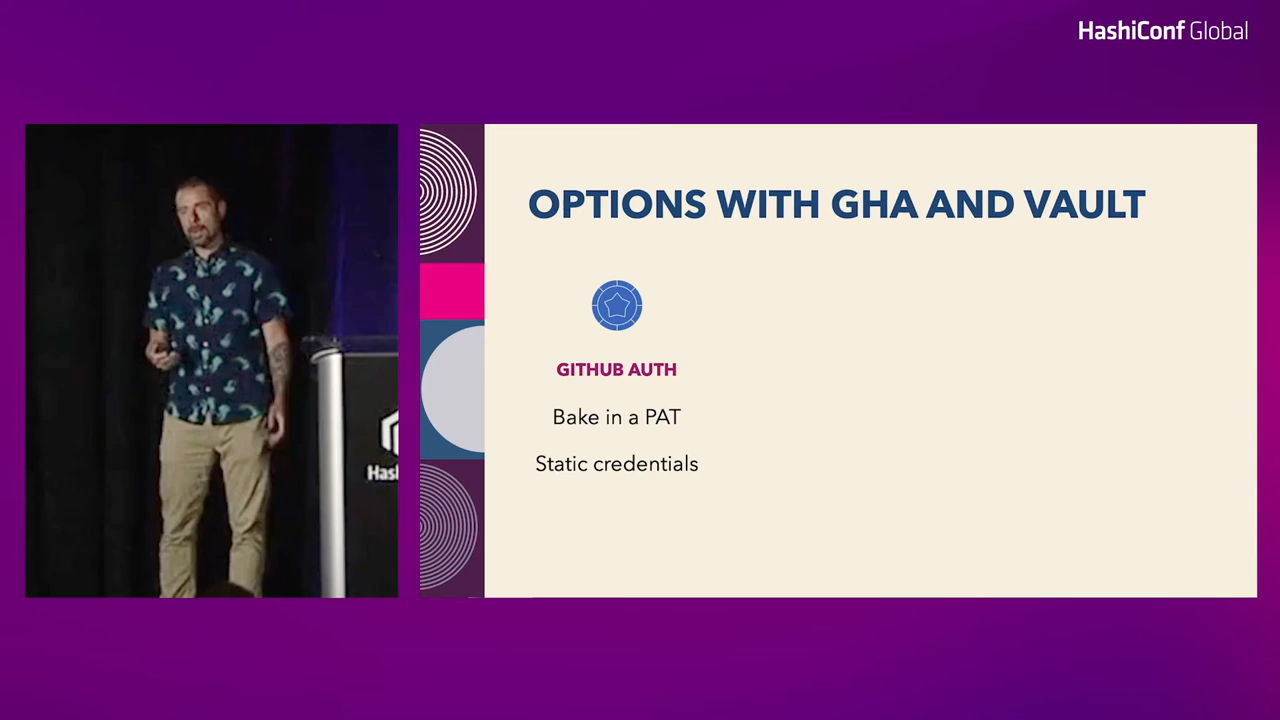 HashiConf Global
OPTIONS WITH GHA AND VAULT
GITHUB AUTH
Bake in a PAT
Static credentials